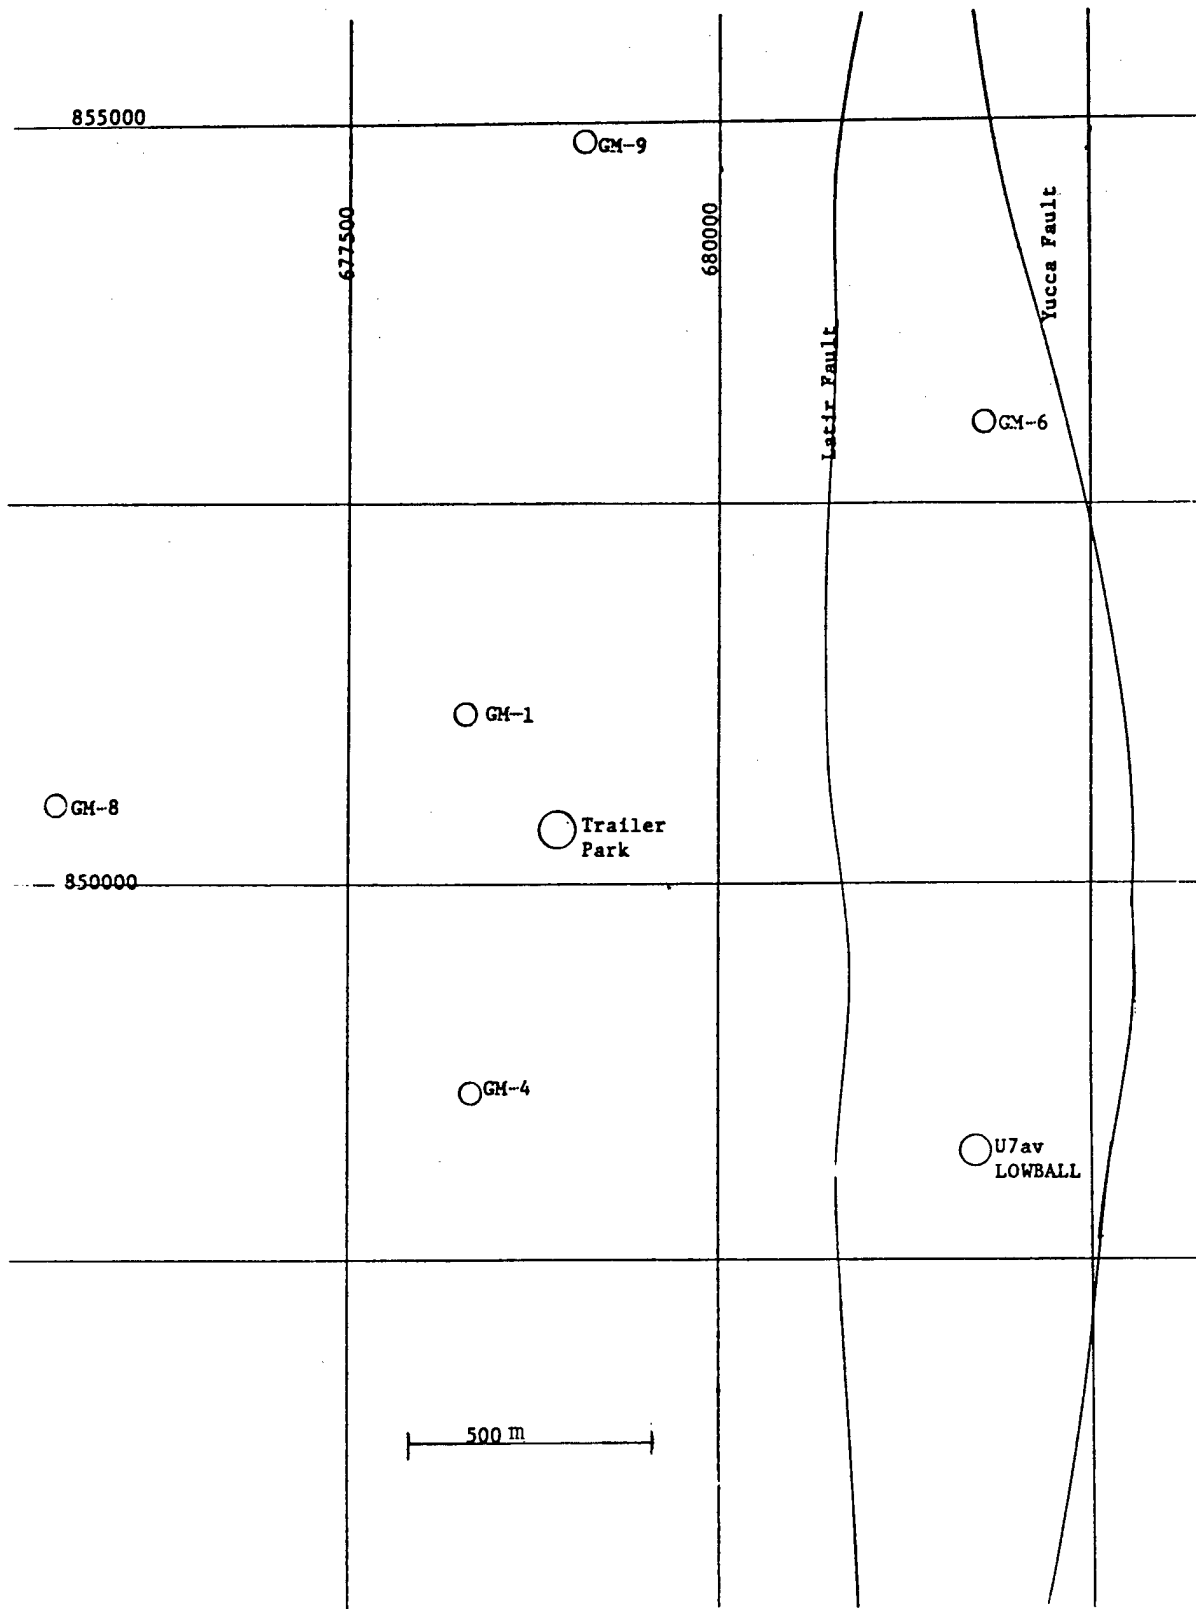 855000
GM-9
677500
680000
Yucca Fault
Latir Fault
GM-6
GM-1
GM-8
Trailer
Park
850000
GM-4
U7av
LOWBALL
500 m